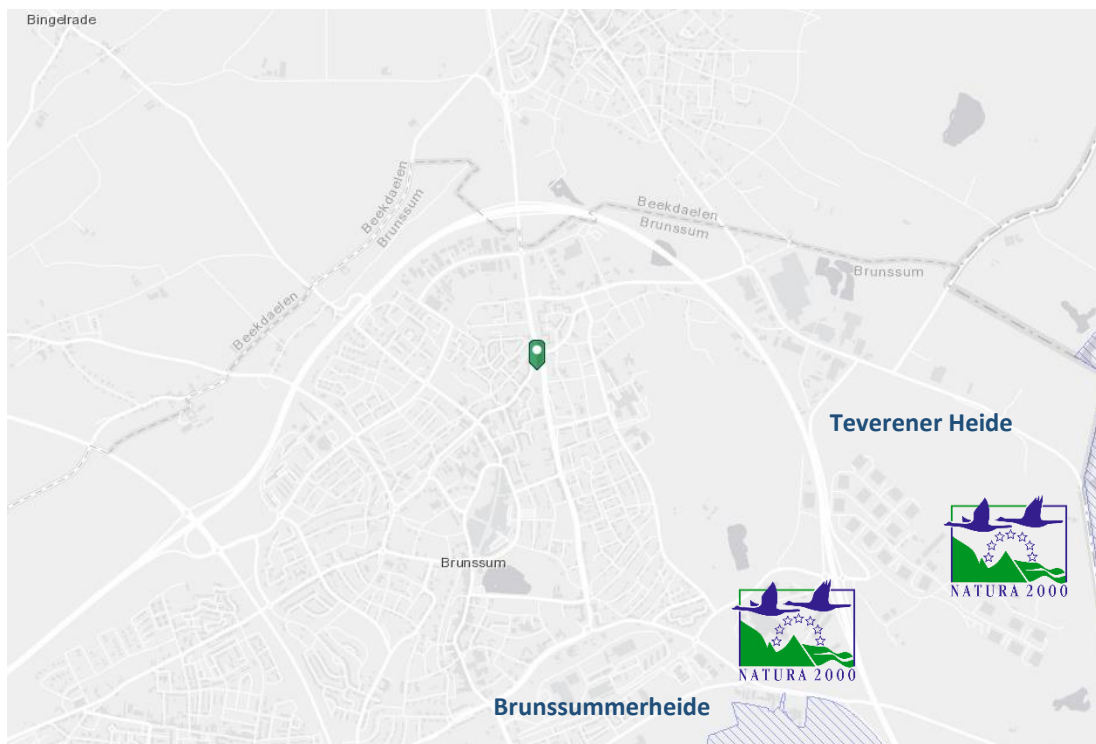 Bingelrade
Beekdaelen
Brunssum
Beekdaelen
Brunssum
Beekdaelen
Brunssum
Teverener Heide
NATURA 2000
Brunssum
NATURA 2000
Brunssummerheide